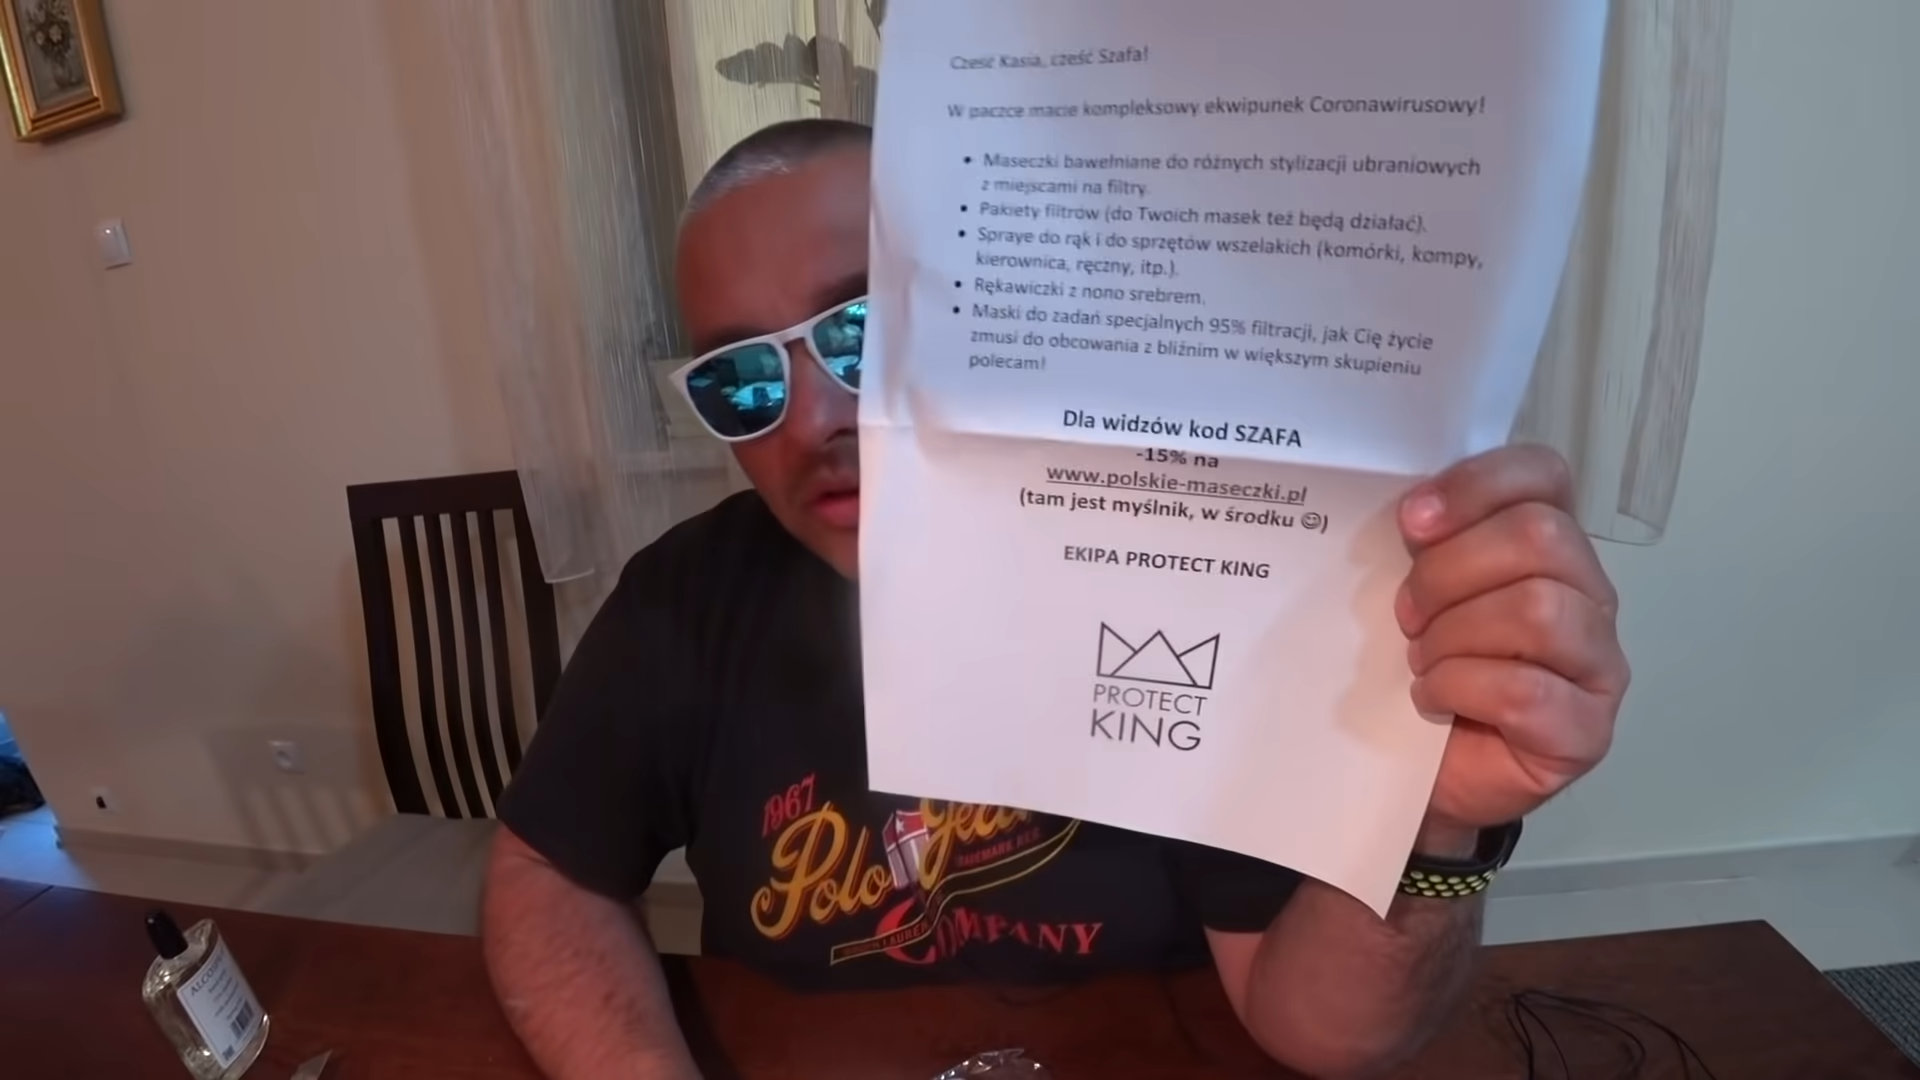 Cześć Kasia, cześć Szafa!
W paczce macie kompleksowy ekwipunek Coronawirusowy!
• Maseczki bawełniane do różnych stylizacji ubraniowych
z miejscami na filtry.
• Pakiety filtrów (do Twoich masek też będą działać).
• Spraye do rąk i do sprzętów wszelakich (komórki, kompy,
kierownica, ręczny, itp.).
• Rękawiczki z nono srebrem.
• Maski do zadań specjalnych 95% filtracji, jak Cię życie
zmusi do obcowania z bliźnim w większym skupieniu
polecam!
Dla widzów kod SZAFA
-15% na
www.polskie-maseczki.pl
(tam jest myślnik, w środku ☺)
EKIPA PROTECT KING
PROTECT
KING
1967
Polo
COMPANY